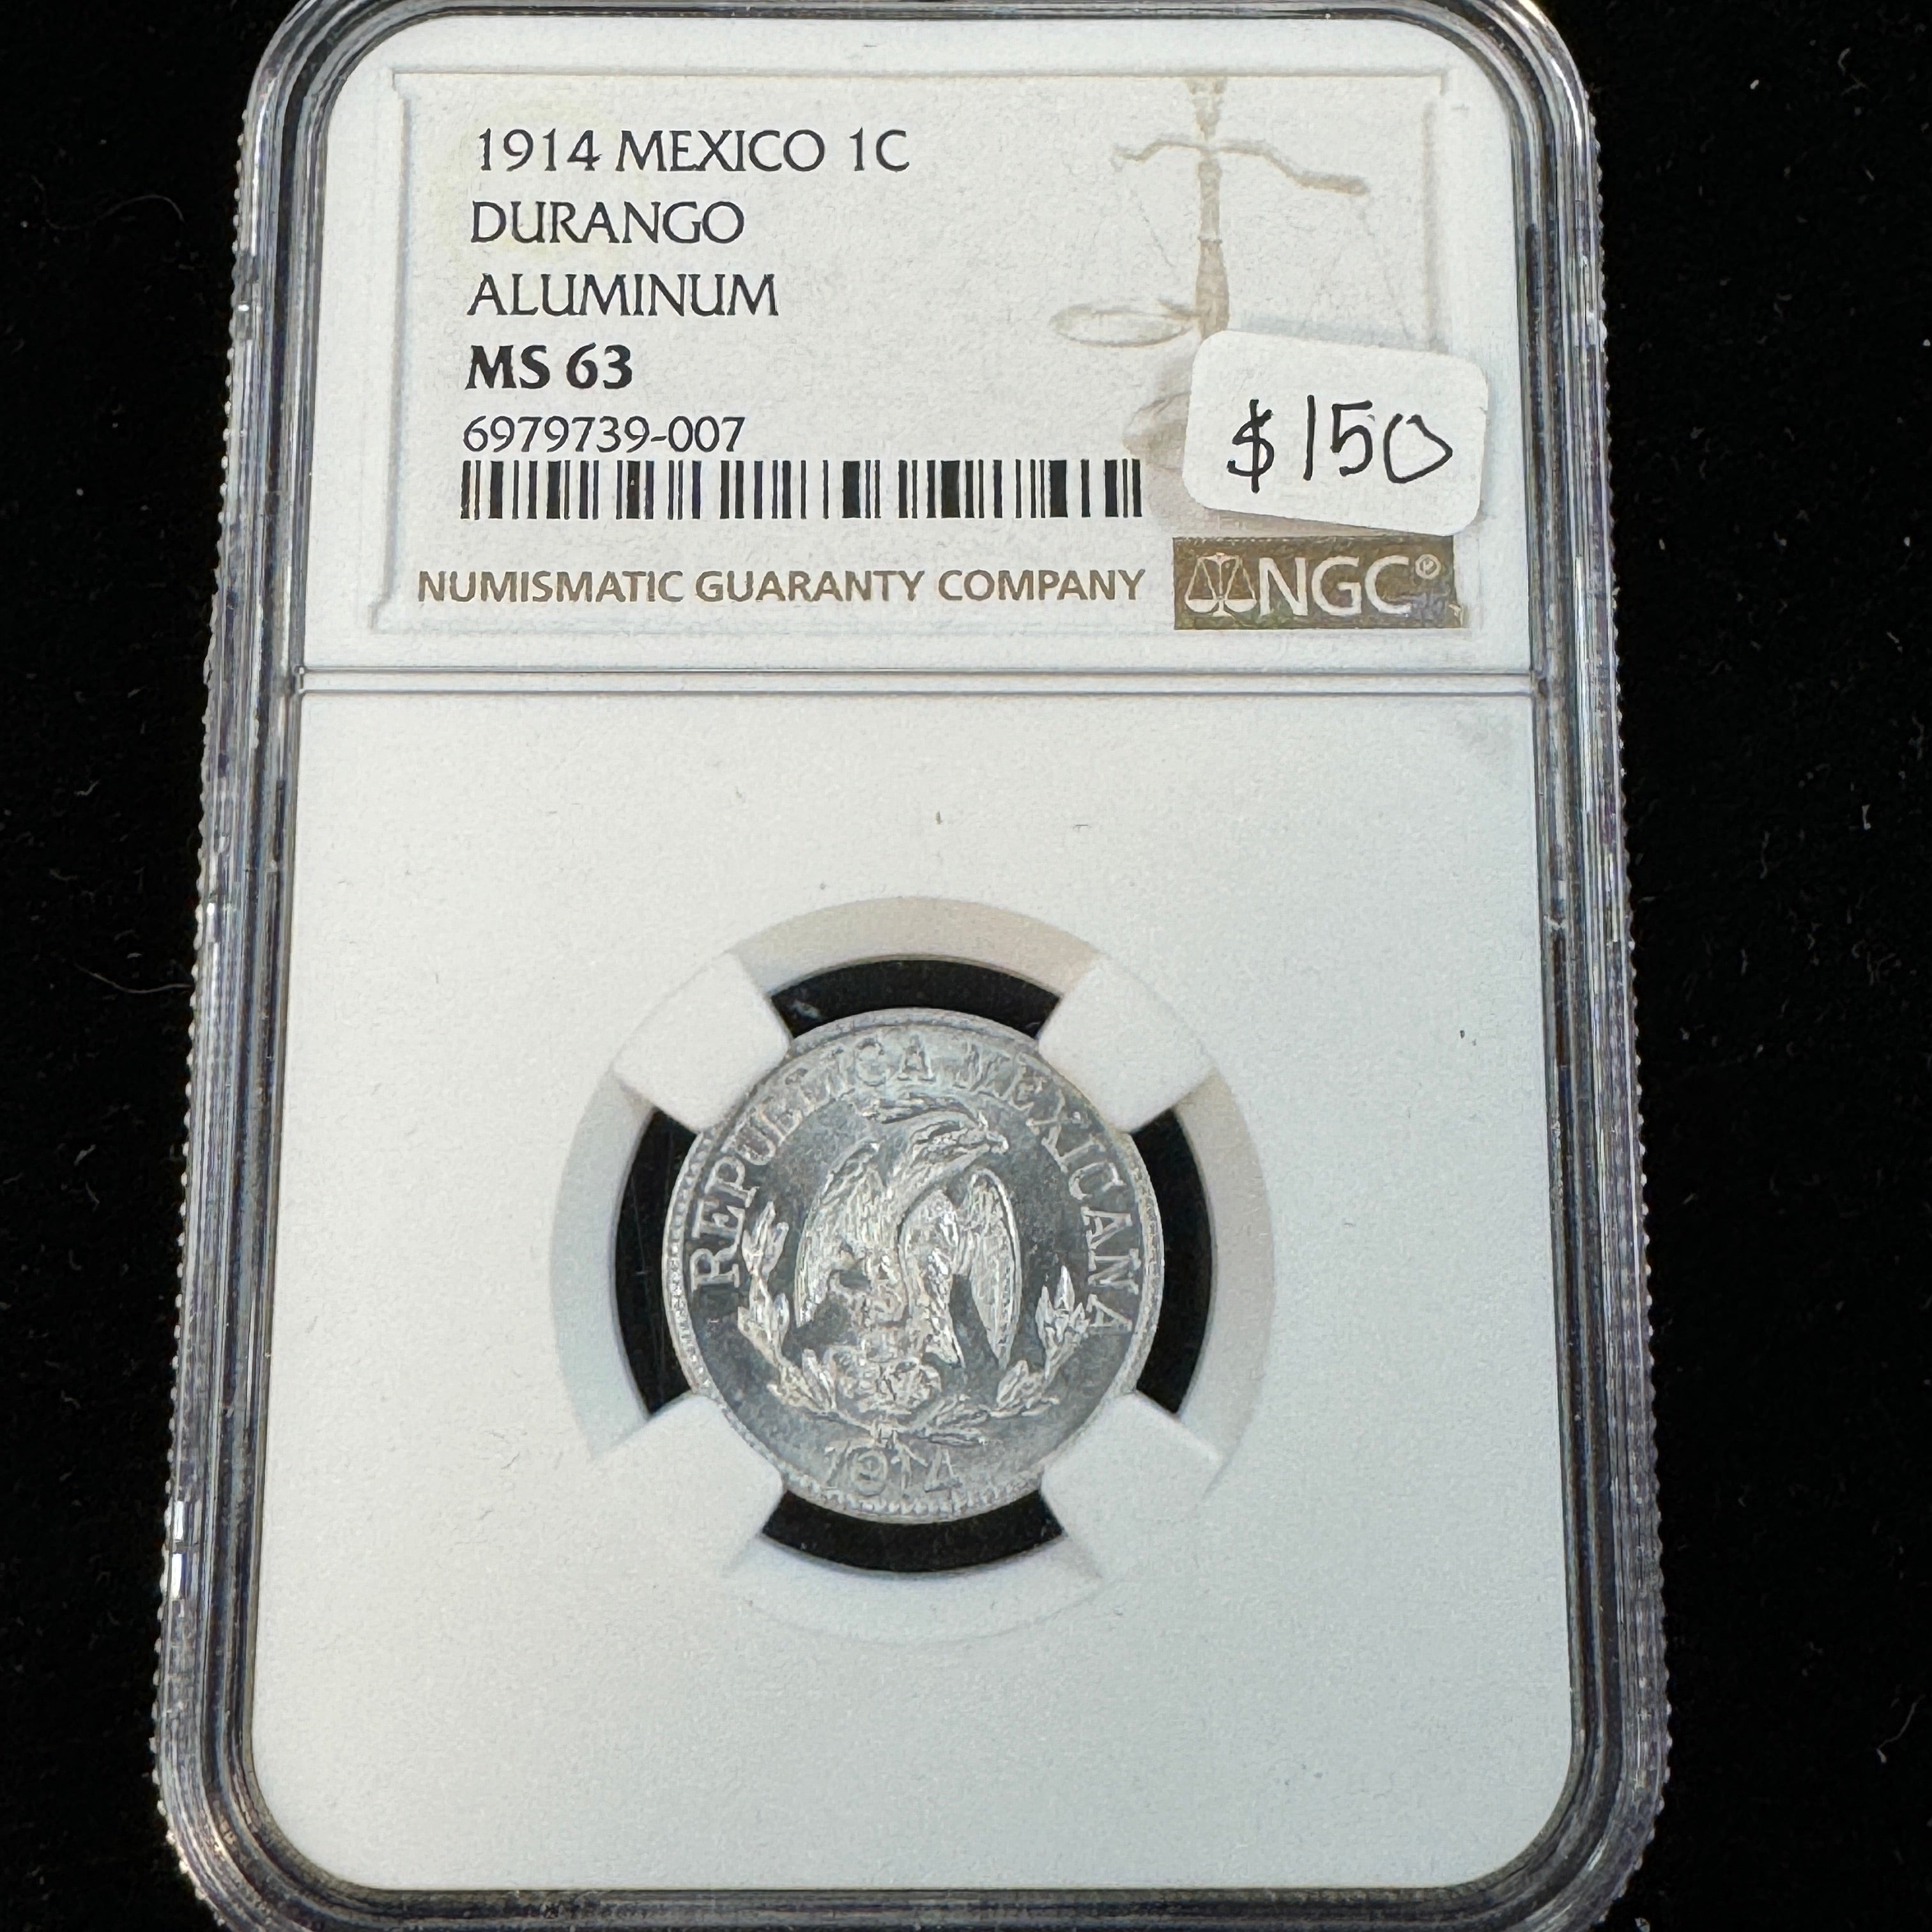 1914 MEXICO 1C
DURANGO
ALUMINUM
MS 63
6979739-007
$150
NUMISMATIC GUARANTY COMPANY
NGC®
REPUBLICA MEXICANA
1914